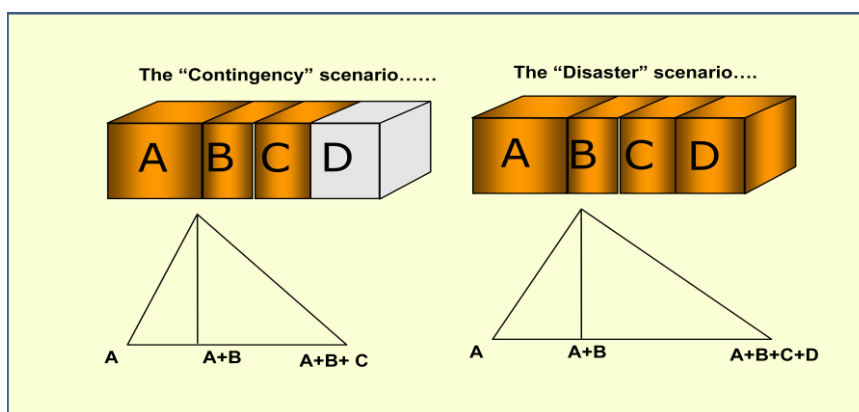 The “Contingency” scenario......
A B C D
A A+B A+B+ C
The “Disaster” scenario....
A B C D
A A+B A+B+C+D